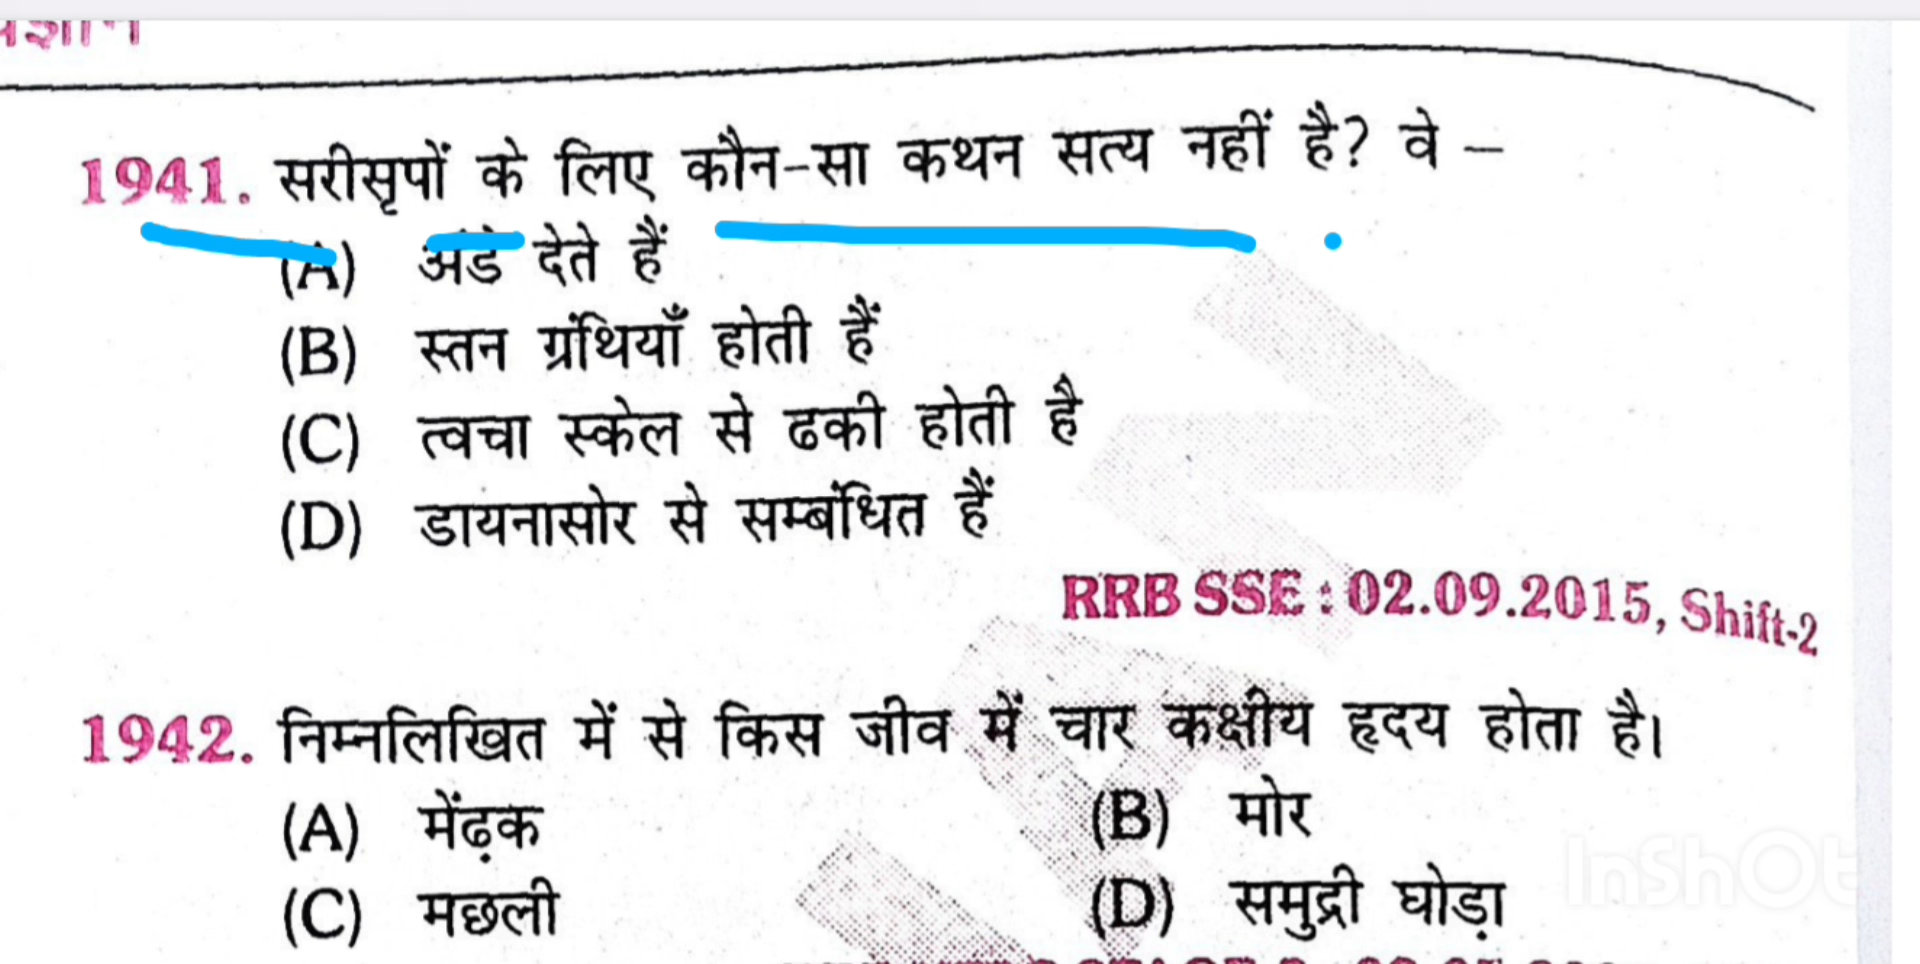 1941. सरीसृपों के लिए कौन-सा कथन सत्य नहीं है? वे –
(A) अंडे देते हैं
(B) स्तन ग्रंथियाँ होती हैं
(C) त्वचा स्केल से ढकी होती है
(D) डायनासोर से सम्बंधित हैं
RRB SSE : 02.09.2015, Shift-2
1942. निम्नलिखित में से किस जीव में चार कक्षीय हृदय होता है।
(A) मेंढ़क (B) मोर
(C) मछली (D) समुद्री घोड़ा
InShOt